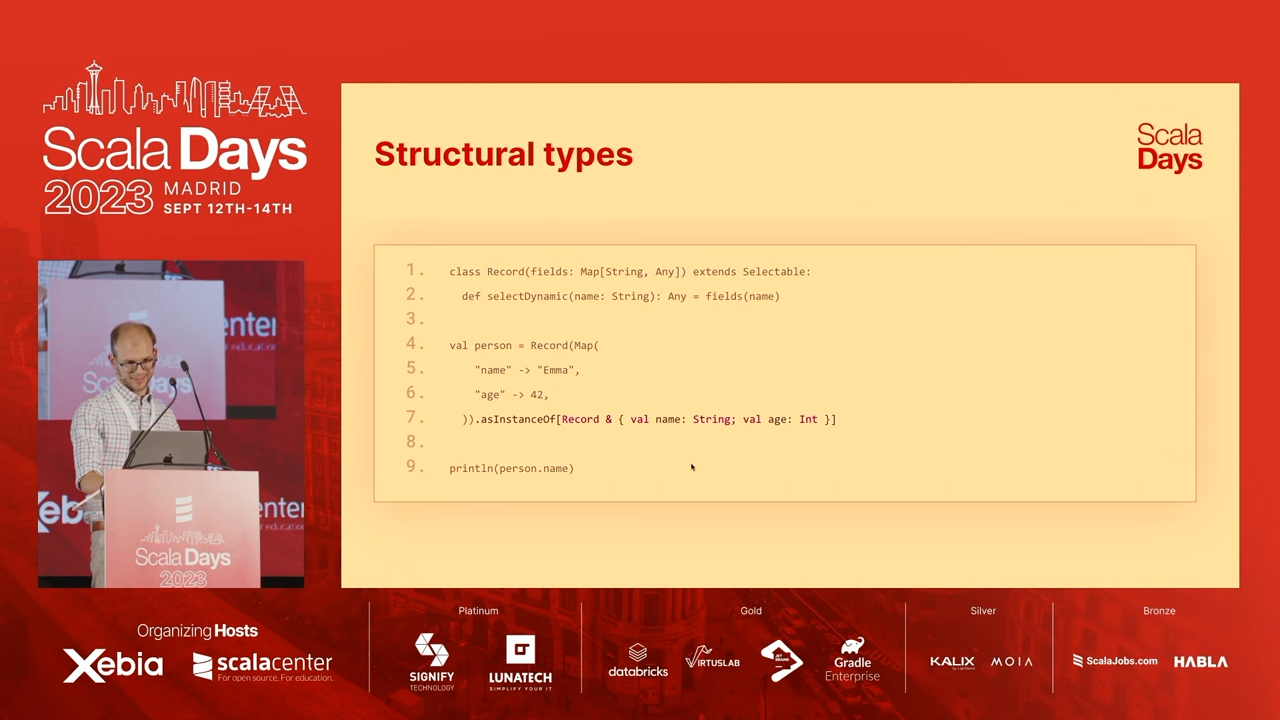 Scala Days
2023 MADRID
SEPT 12TH-14TH
Structural types
Scala
Days
1. class Record(fields: Map[String, Any]) extends Selectable:
2. def selectDynamic(name: String): Any = fields(name)
3.
4. val person = Record(Map(
5. "name" -> "Emma",
6. "age" -> 42,
7. )).asInstanceOf[Record & { val name: String; val age: Int }]
8.
9. println(person.name)
enter
enter
Scala Days
2023
Organizing Hosts
Xebia
scalacenter
For open source. For education.
Platinum
SIGNIFY
TECHNOLOGY
LUNATECH
SIMPLIFY YOUR IT
Gold
databricks
VIRTUSLAB
JET
BRAINS
Gradle
Enterprise
Silver
KALIX
MOIA
Bronze
ScalaJobs.com
HABLA